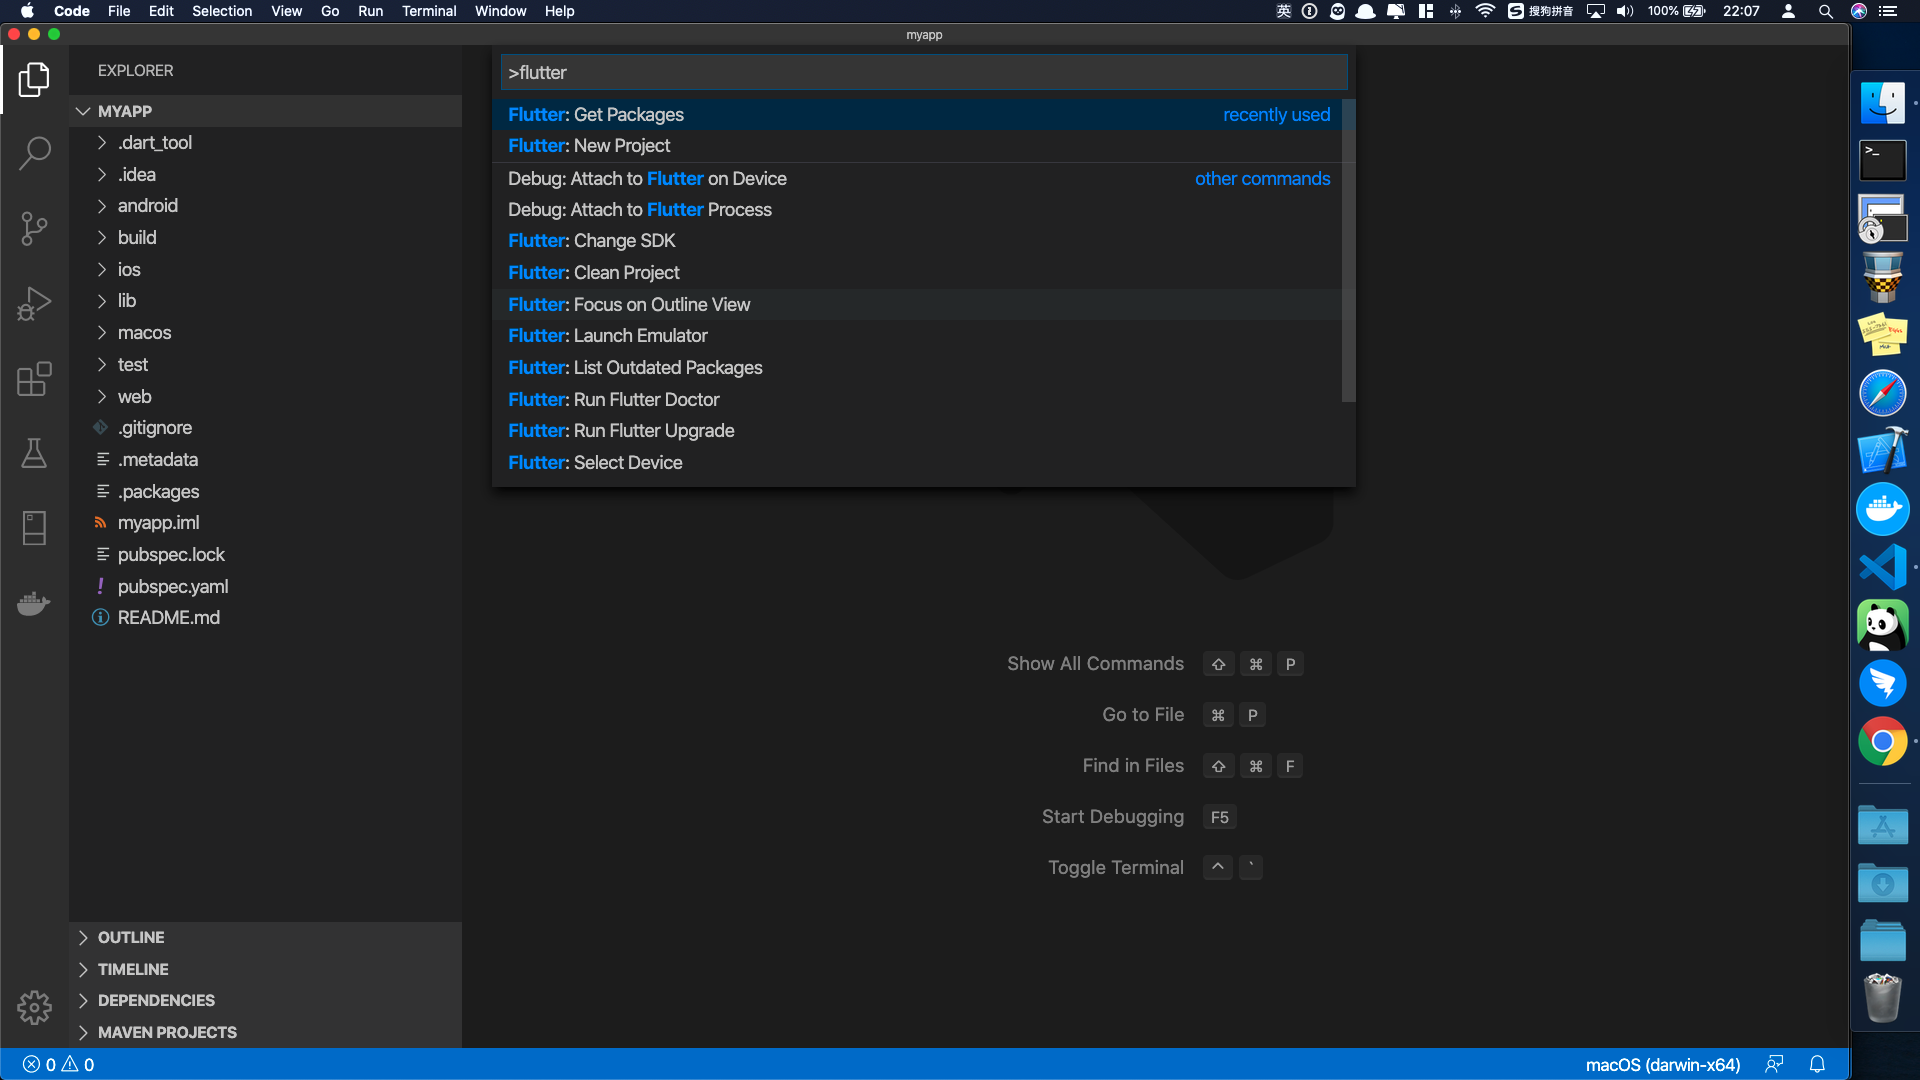 Code File Edit Selection View Go Run Terminal Window Help 英 搜狗拼音 100% 22:07
myapp
EXPLORER
MYAPP
.dart_tool
.idea
android
build
ios
lib
macos
test
web
.gitignore
.metadata
.packages
myapp.iml
pubspec.lock
pubspec.yaml
README.md
OUTLINE
TIMELINE
DEPENDENCIES
MAVEN PROJECTS
>flutter
Flutter: Get Packages recently used
Flutter: New Project
Debug: Attach to Flutter on Device other commands
Debug: Attach to Flutter Process
Flutter: Change SDK
Flutter: Clean Project
Flutter: Focus on Outline View
Flutter: Launch Emulator
Flutter: List Outdated Packages
Flutter: Run Flutter Doctor
Flutter: Run Flutter Upgrade
Flutter: Select Device
Show All Commands ⇧ ⌘ P
Go to File ⌘ P
Find in Files ⇧ ⌘ F
Start Debugging F5
Toggle Terminal ^ `
0 0 macOS (darwin-x64)